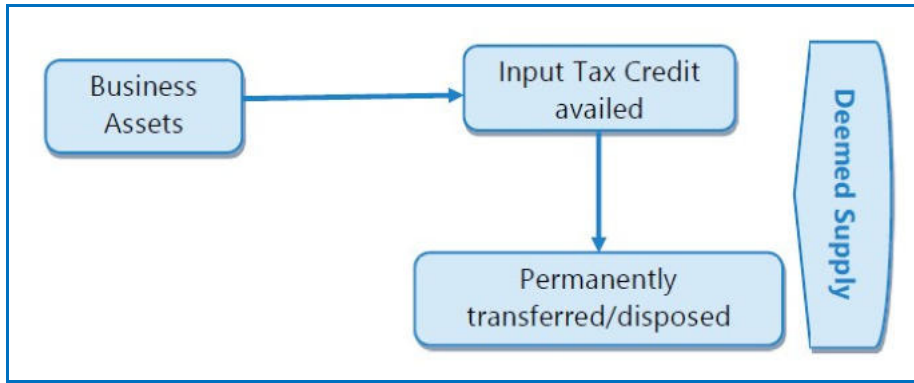 Business
Assets
Input Tax Credit
availed
Permanently
transferred/disposed
Deemed Supply